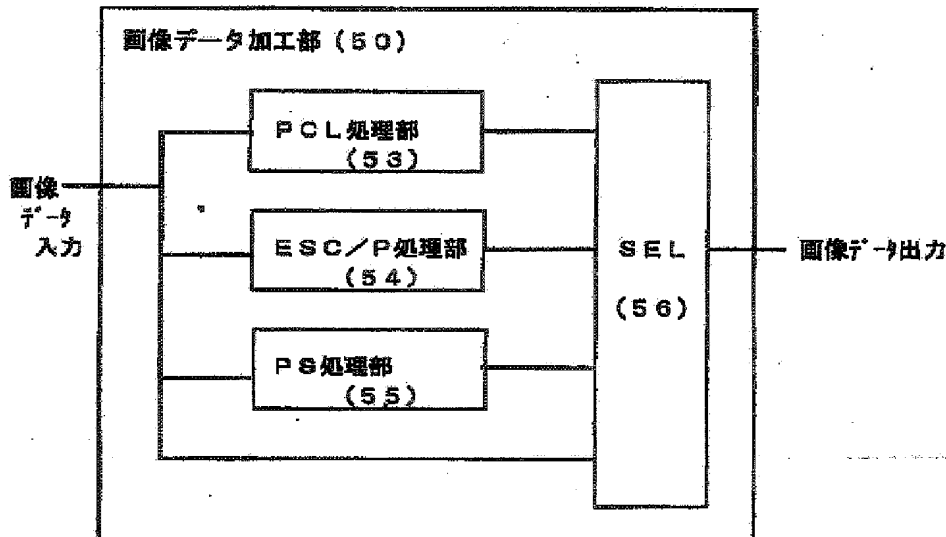 画像データ加工部（５０）
ＰＣＬ処理部
（５３）
画像
データ
入力
ＥＳＣ／Ｐ処理部
（５４）
ＳＥＬ
（５６）
画像データ出力
ＰＳ処理部
（５５）